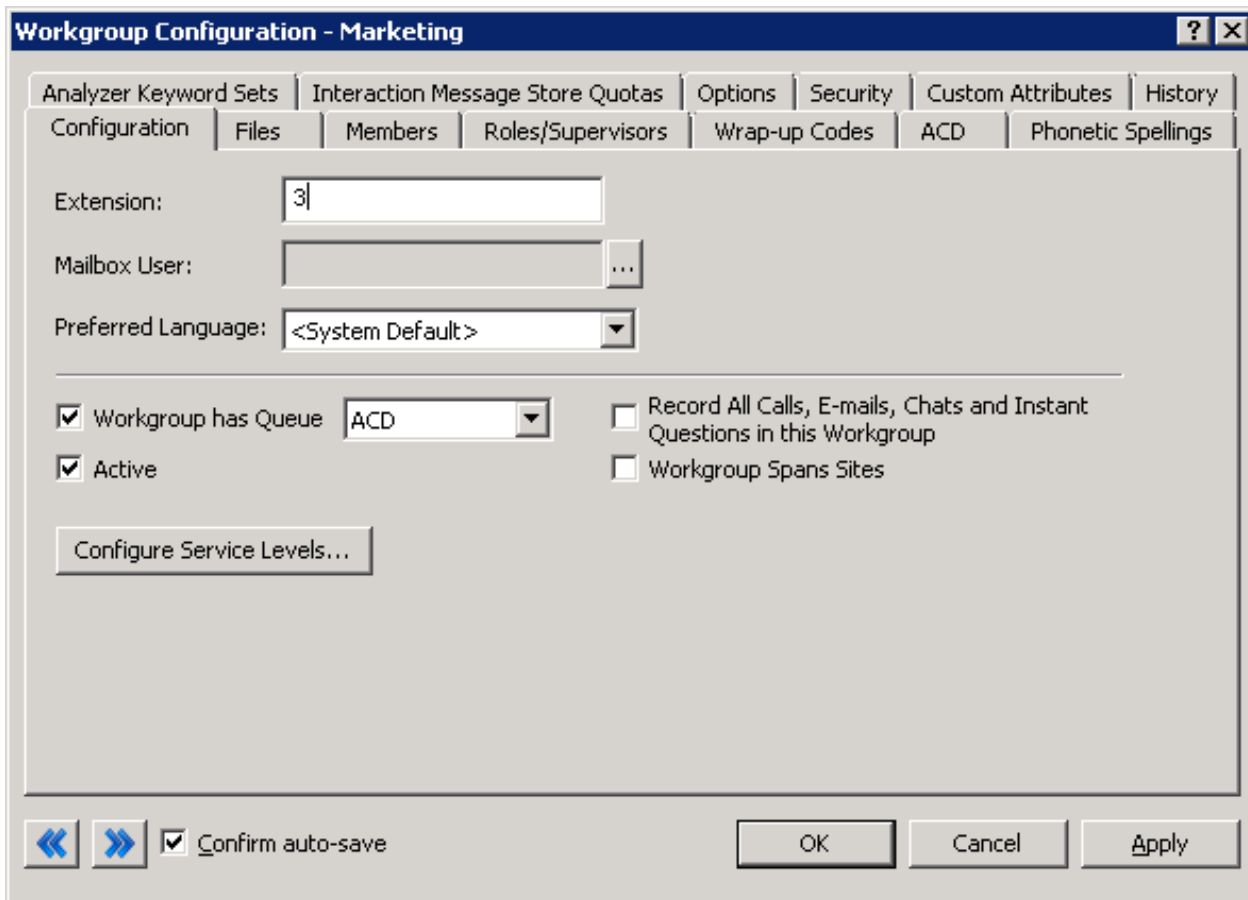 Workgroup Configuration - Marketing
Analyzer Keyword Sets Interaction Message Store Quotas Options Security Custom Attributes History
Configuration Files Members Roles/Supervisors Wrap-up Codes ACD Phonetic Spellings
Extension: 3
Mailbox User: ...
Preferred Language: <System Default>
Workgroup has Queue ACD
Record All Calls, E-mails, Chats and Instant
Questions in this Workgroup
Active
Workgroup Spans Sites
Configure Service Levels...
Confirm auto-save OK Cancel Apply